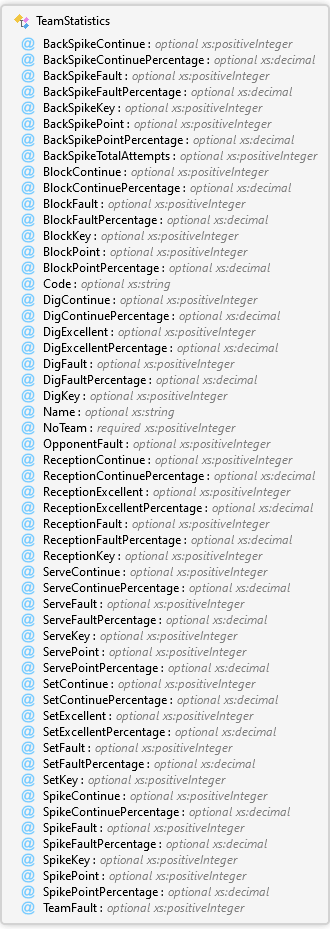 TeamStatistics
@ BackSpikeContinue : optional xs:positiveInteger
@ BackSpikeContinuePercentage : optional xs:decimal
@ BackSpikeFault : optional xs:positiveInteger
@ BackSpikeFaultPercentage : optional xs:decimal
@ BackSpikeKey : optional xs:positiveInteger
@ BackSpikePoint : optional xs:positiveInteger
@ BackSpikePointPercentage : optional xs:decimal
@ BackSpikeTotalAttempts : optional xs:positiveInteger
@ BlockContinue : optional xs:positiveInteger
@ BlockContinuePercentage : optional xs:decimal
@ BlockFault : optional xs:positiveInteger
@ BlockFaultPercentage : optional xs:decimal
@ BlockKey : optional xs:positiveInteger
@ BlockPoint : optional xs:positiveInteger
@ BlockPointPercentage : optional xs:decimal
@ Code : optional xs:string
@ DigContinue : optional xs:positiveInteger
@ DigContinuePercentage : optional xs:decimal
@ DigExcellent : optional xs:positiveInteger
@ DigExcellentPercentage : optional xs:decimal
@ DigFault : optional xs:positiveInteger
@ DigFaultPercentage : optional xs:decimal
@ DigKey : optional xs:positiveInteger
@ Name : optional xs:string
@ NoTeam : required xs:positiveInteger
@ OpponentFault : optional xs:positiveInteger
@ ReceptionContinue : optional xs:positiveInteger
@ ReceptionContinuePercentage : optional xs:decimal
@ ReceptionExcellent : optional xs:positiveInteger
@ ReceptionExcellentPercentage : optional xs:decimal
@ ReceptionFault : optional xs:positiveInteger
@ ReceptionFaultPercentage : optional xs:decimal
@ ReceptionKey : optional xs:positiveInteger
@ ServeContinue : optional xs:positiveInteger
@ ServeContinuePercentage : optional xs:decimal
@ ServeFault : optional xs:positiveInteger
@ ServeFaultPercentage : optional xs:decimal
@ ServeKey : optional xs:positiveInteger
@ ServePoint : optional xs:positiveInteger
@ ServePointPercentage : optional xs:decimal
@ SetContinue : optional xs:positiveInteger
@ SetContinuePercentage : optional xs:decimal
@ SetExcellent : optional xs:positiveInteger
@ SetExcellentPercentage : optional xs:decimal
@ SetFault : optional xs:positiveInteger
@ SetFaultPercentage : optional xs:decimal
@ SetKey : optional xs:positiveInteger
@ SpikeContinue : optional xs:positiveInteger
@ SpikeContinuePercentage : optional xs:decimal
@ SpikeFault : optional xs:positiveInteger
@ SpikeFaultPercentage : optional xs:decimal
@ SpikeKey : optional xs:positiveInteger
@ SpikePoint : optional xs:positiveInteger
@ SpikePointPercentage : optional xs:decimal
@ TeamFault : optional xs:positiveInteger